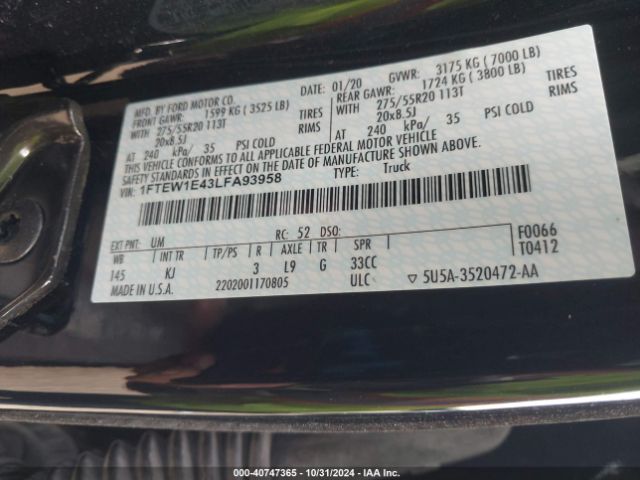 MFD. BY FORD MOTOR CO.
DATE: 01/20
GVWR: 3175 KG ( 7000 LB)
FRONT GAWR: 1599 KG ( 3525 LB)
REAR GAWR: 1724 KG ( 3800 LB)
WITH 275/55R20 113T TIRES
WITH 275/55R20 113T TIRES
20x8.5J RIMS
20x8.5J RIMS
AT 240 kPa/ 35 PSI COLD
AT 240 kPa/ 35 PSI COLD
THIS VEHICLE CONFORMS TO ALL APPLICABLE FEDERAL MOTOR VEHICLE
SAFETY STANDARDS IN EFFECT ON THE DATE OF MANUFACTURE SHOWN ABOVE.
VIN: 1FTEW1E43LFA93958
TYPE: Truck
EXT PNT: UM RC: 52 DSO:
F0066
WB INT TR TP/PS R AXLE TR SPR
T0412
145 KJ 3 L9 G 33CC
MADE IN U.S.A. 2202001170805 ULC ▽ 5U5A-3520472-AA
000-40747365 | 10/31/2024 | IAA Inc.